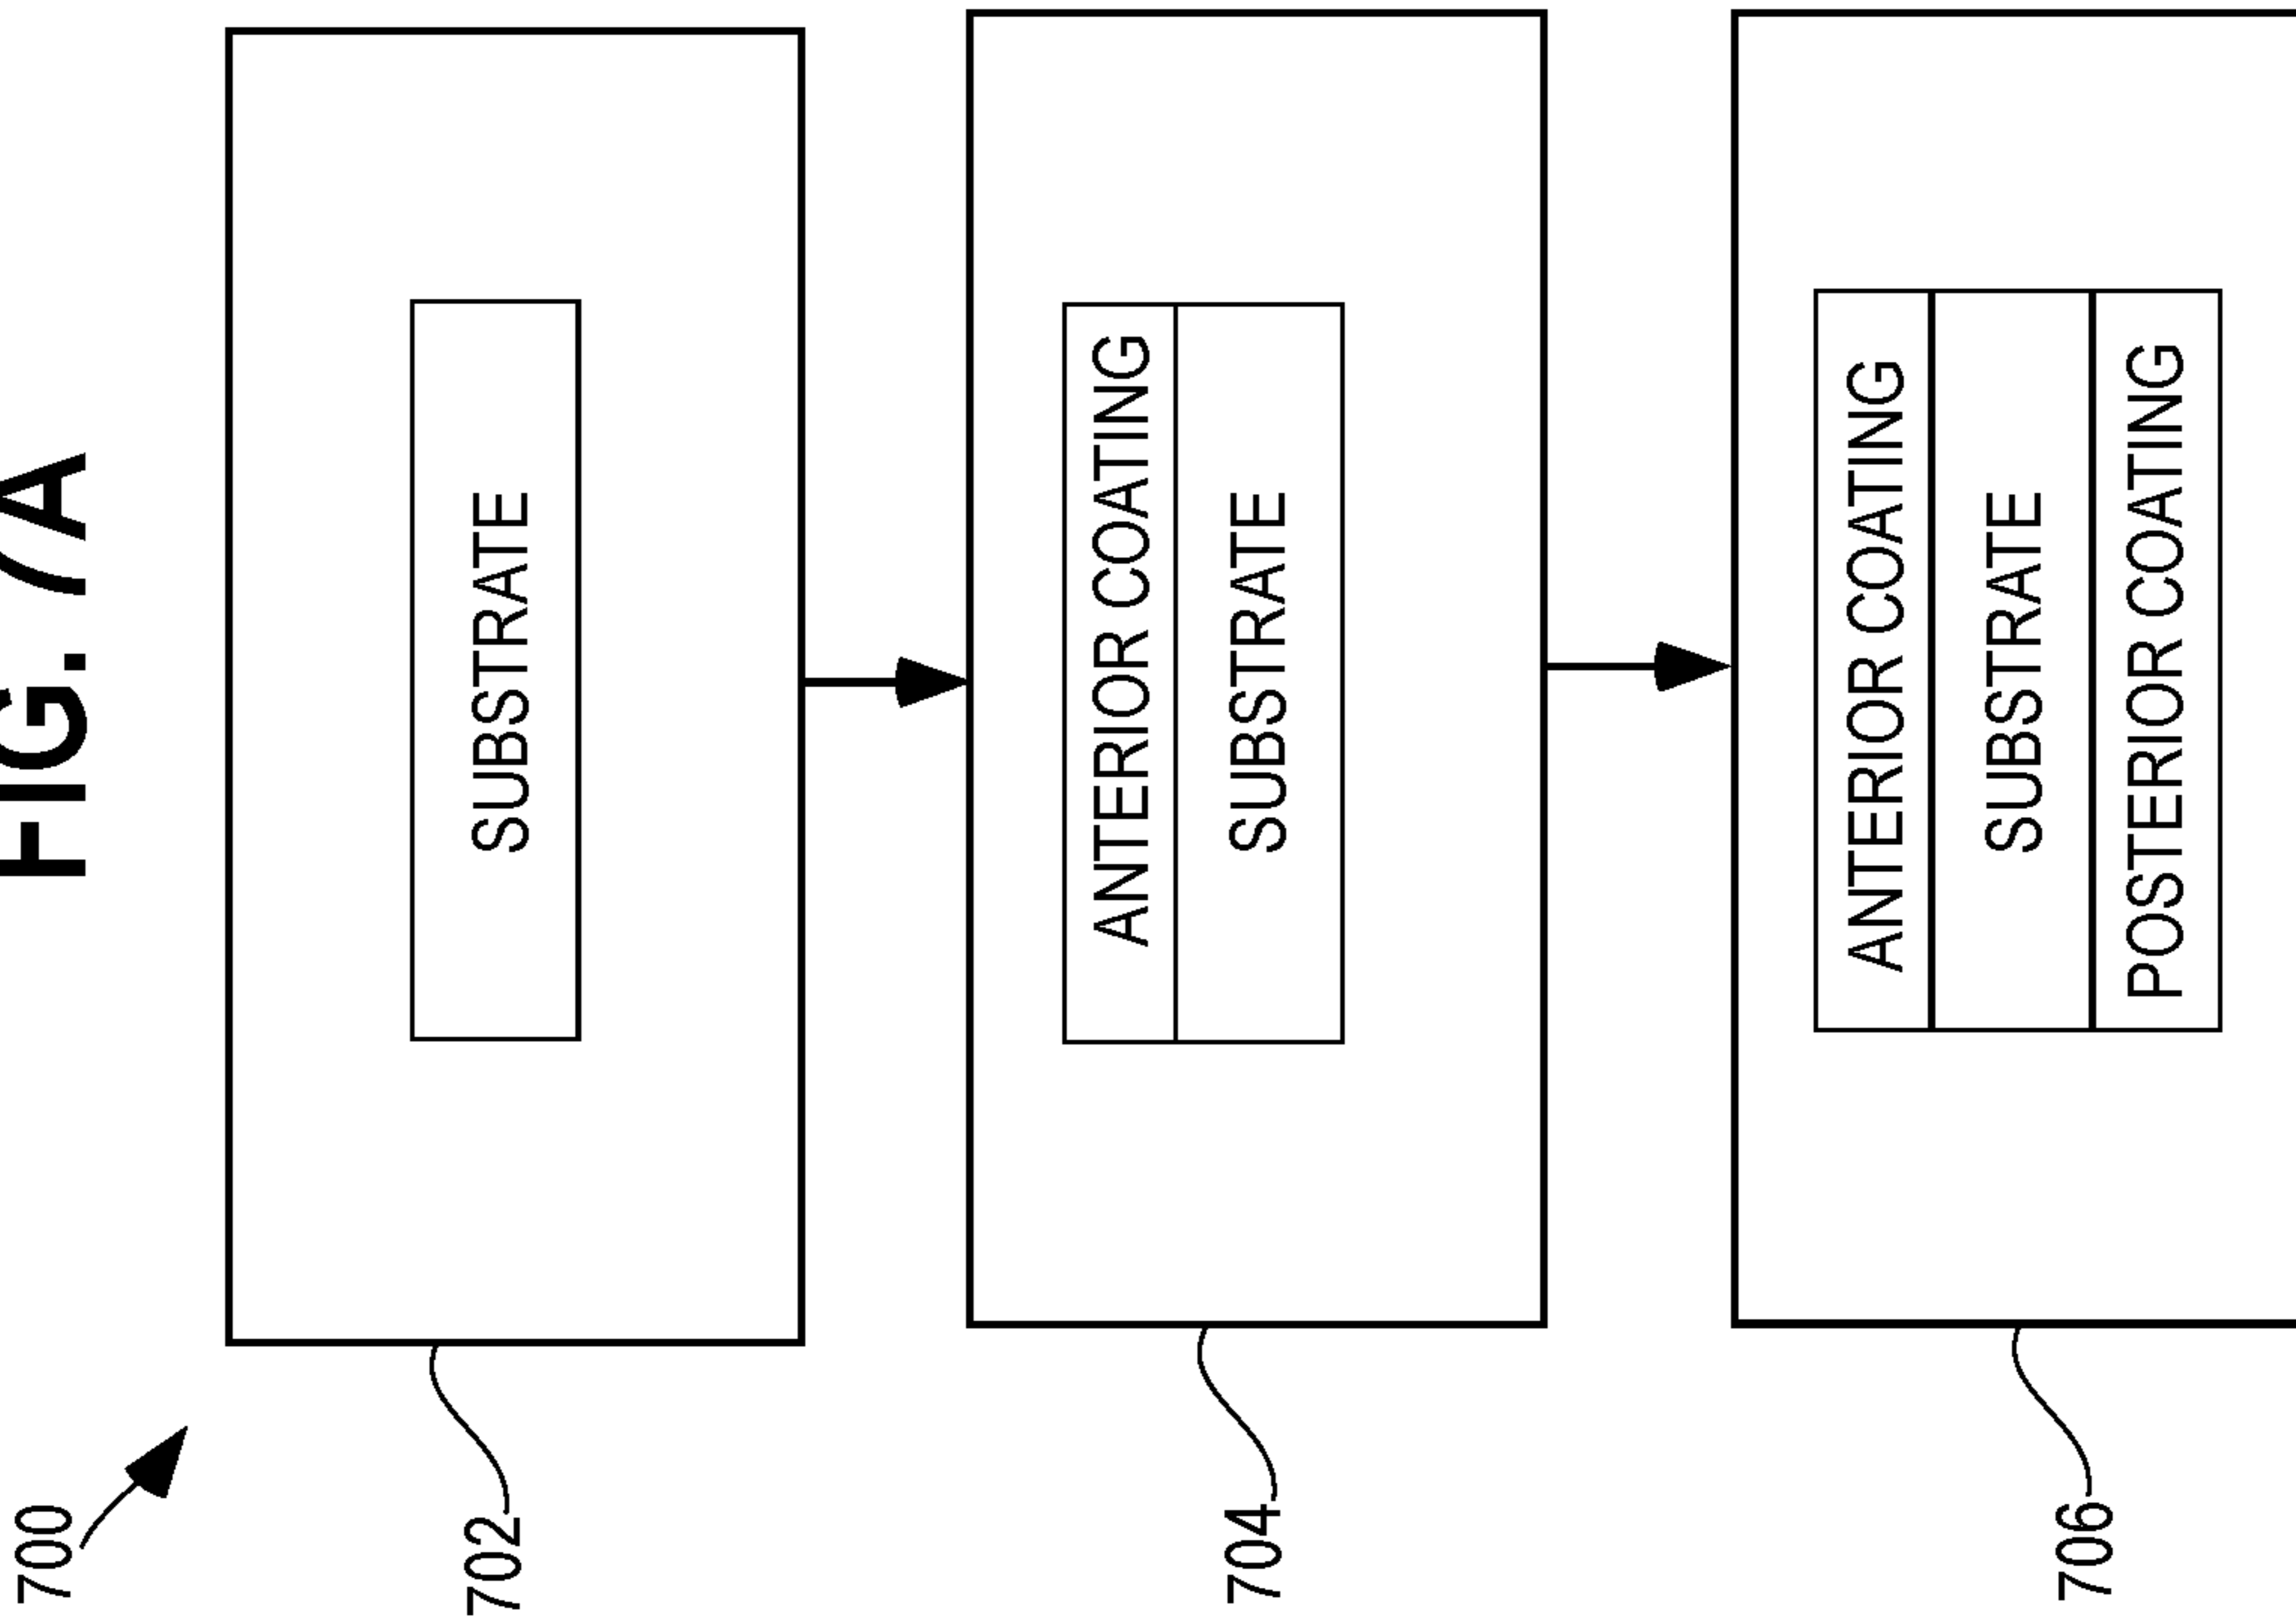 FIG. 7A
700
702
SUBSTRATE
704
ANTERIOR COATING
SUBSTRATE
706
ANTERIOR COATING
SUBSTRATE
POSTERIOR COATING